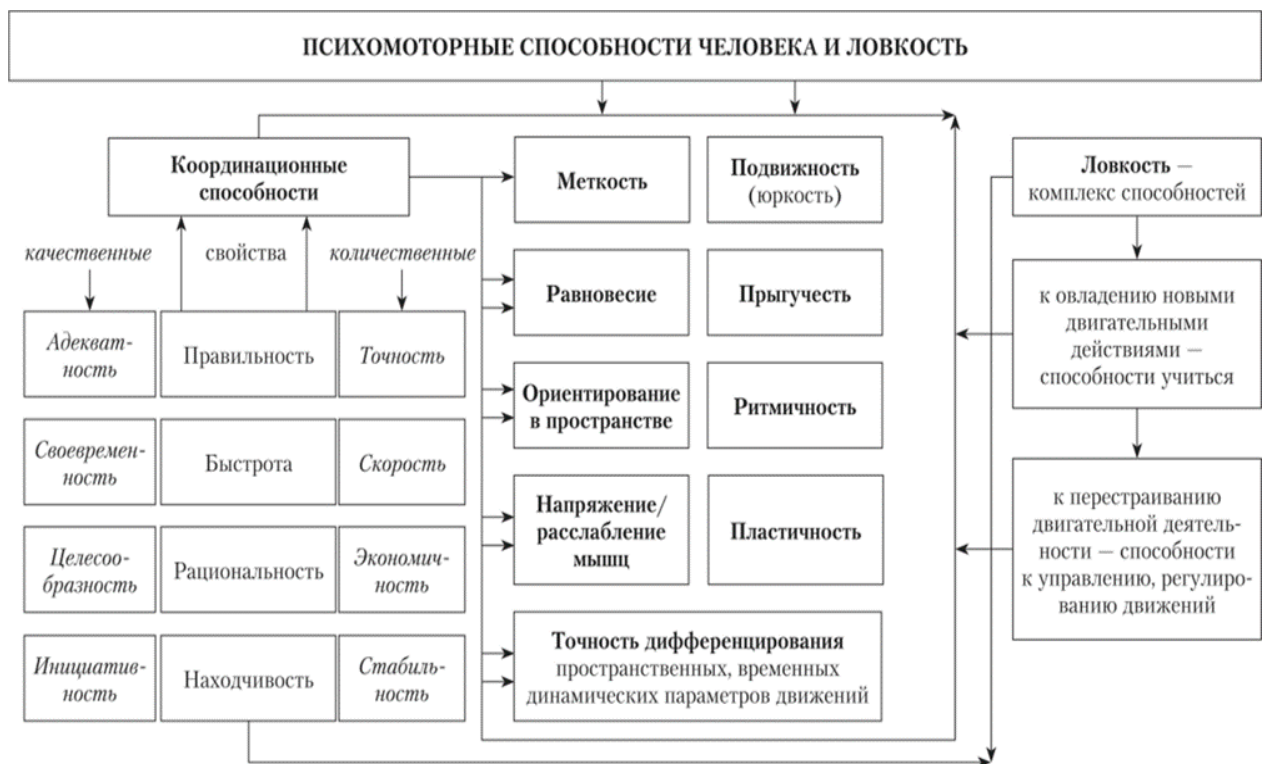 ПСИХОМОТОРНЫЕ СПОСОБНОСТИ ЧЕЛОВЕКА И ЛОВКОСТЬ
Координационные
способности
качественные
свойства
количественные
Адекват-
ность
Правильность
Точность
Своевремен-
ность
Быстрота
Скорость
Целесоо-
бразность
Рациональность
Экономич-
ность
Инициатив-
ность
Находчивость
Стабиль-
ность
Меткость
Подвижность
(юркость)
Равновесие
Прыгучесть
Ориентирование
в пространстве
Ритмичность
Напряжение/
расслабление
мышц
Пластичность
Точность дифференцирования
пространственных, временных
динамических параметров движений
Ловкость –
комплекс способностей
к овладению новыми
двигательными
действиями —
способности учиться
к перестраиванию
двигательной деятель-
ности — способности
к управлению, регулиро-
ванию движений